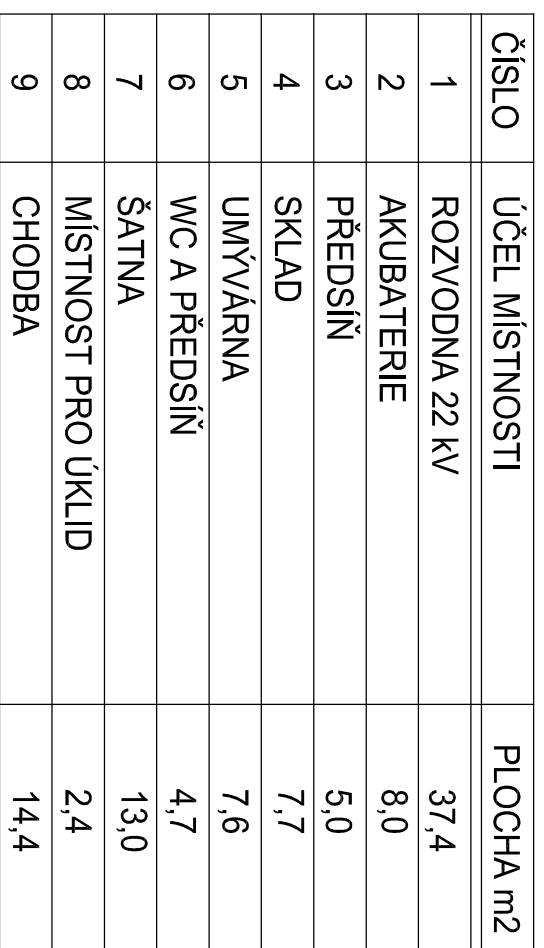 ČÍSLO ÚČEL MÍSTNOSTI PLOCHA m2
1 ROZVODNA 22 kV 37,4
2 AKUBATERIE 8,0
3 PŘEDSÍŇ 5,0
4 SKLAD 7,7
5 UMÝVÁRNA 7,6
6 WC A PŘEDSÍŇ 4,7
7 ŠATNA 13,0
8 MÍSTNOST PRO ÚKLID 2,4
9 CHODBA 14,4